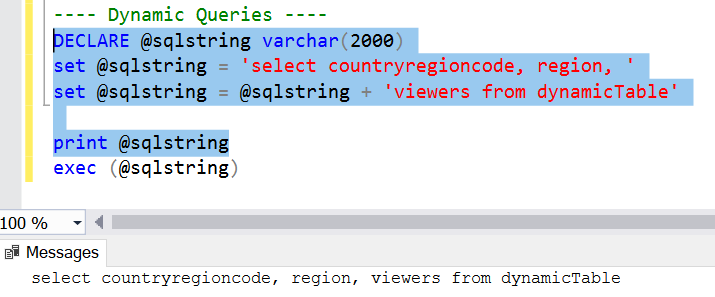 ---- Dynamic Queries ----
DECLARE @sqlstring varchar(2000)
set @sqlstring = 'select countryregioncode, region, '
set @sqlstring = @sqlstring + 'viewers from dynamicTable'
print @sqlstring
exec (@sqlstring)
100 %
Messages
select countryregioncode, region, viewers from dynamicTable